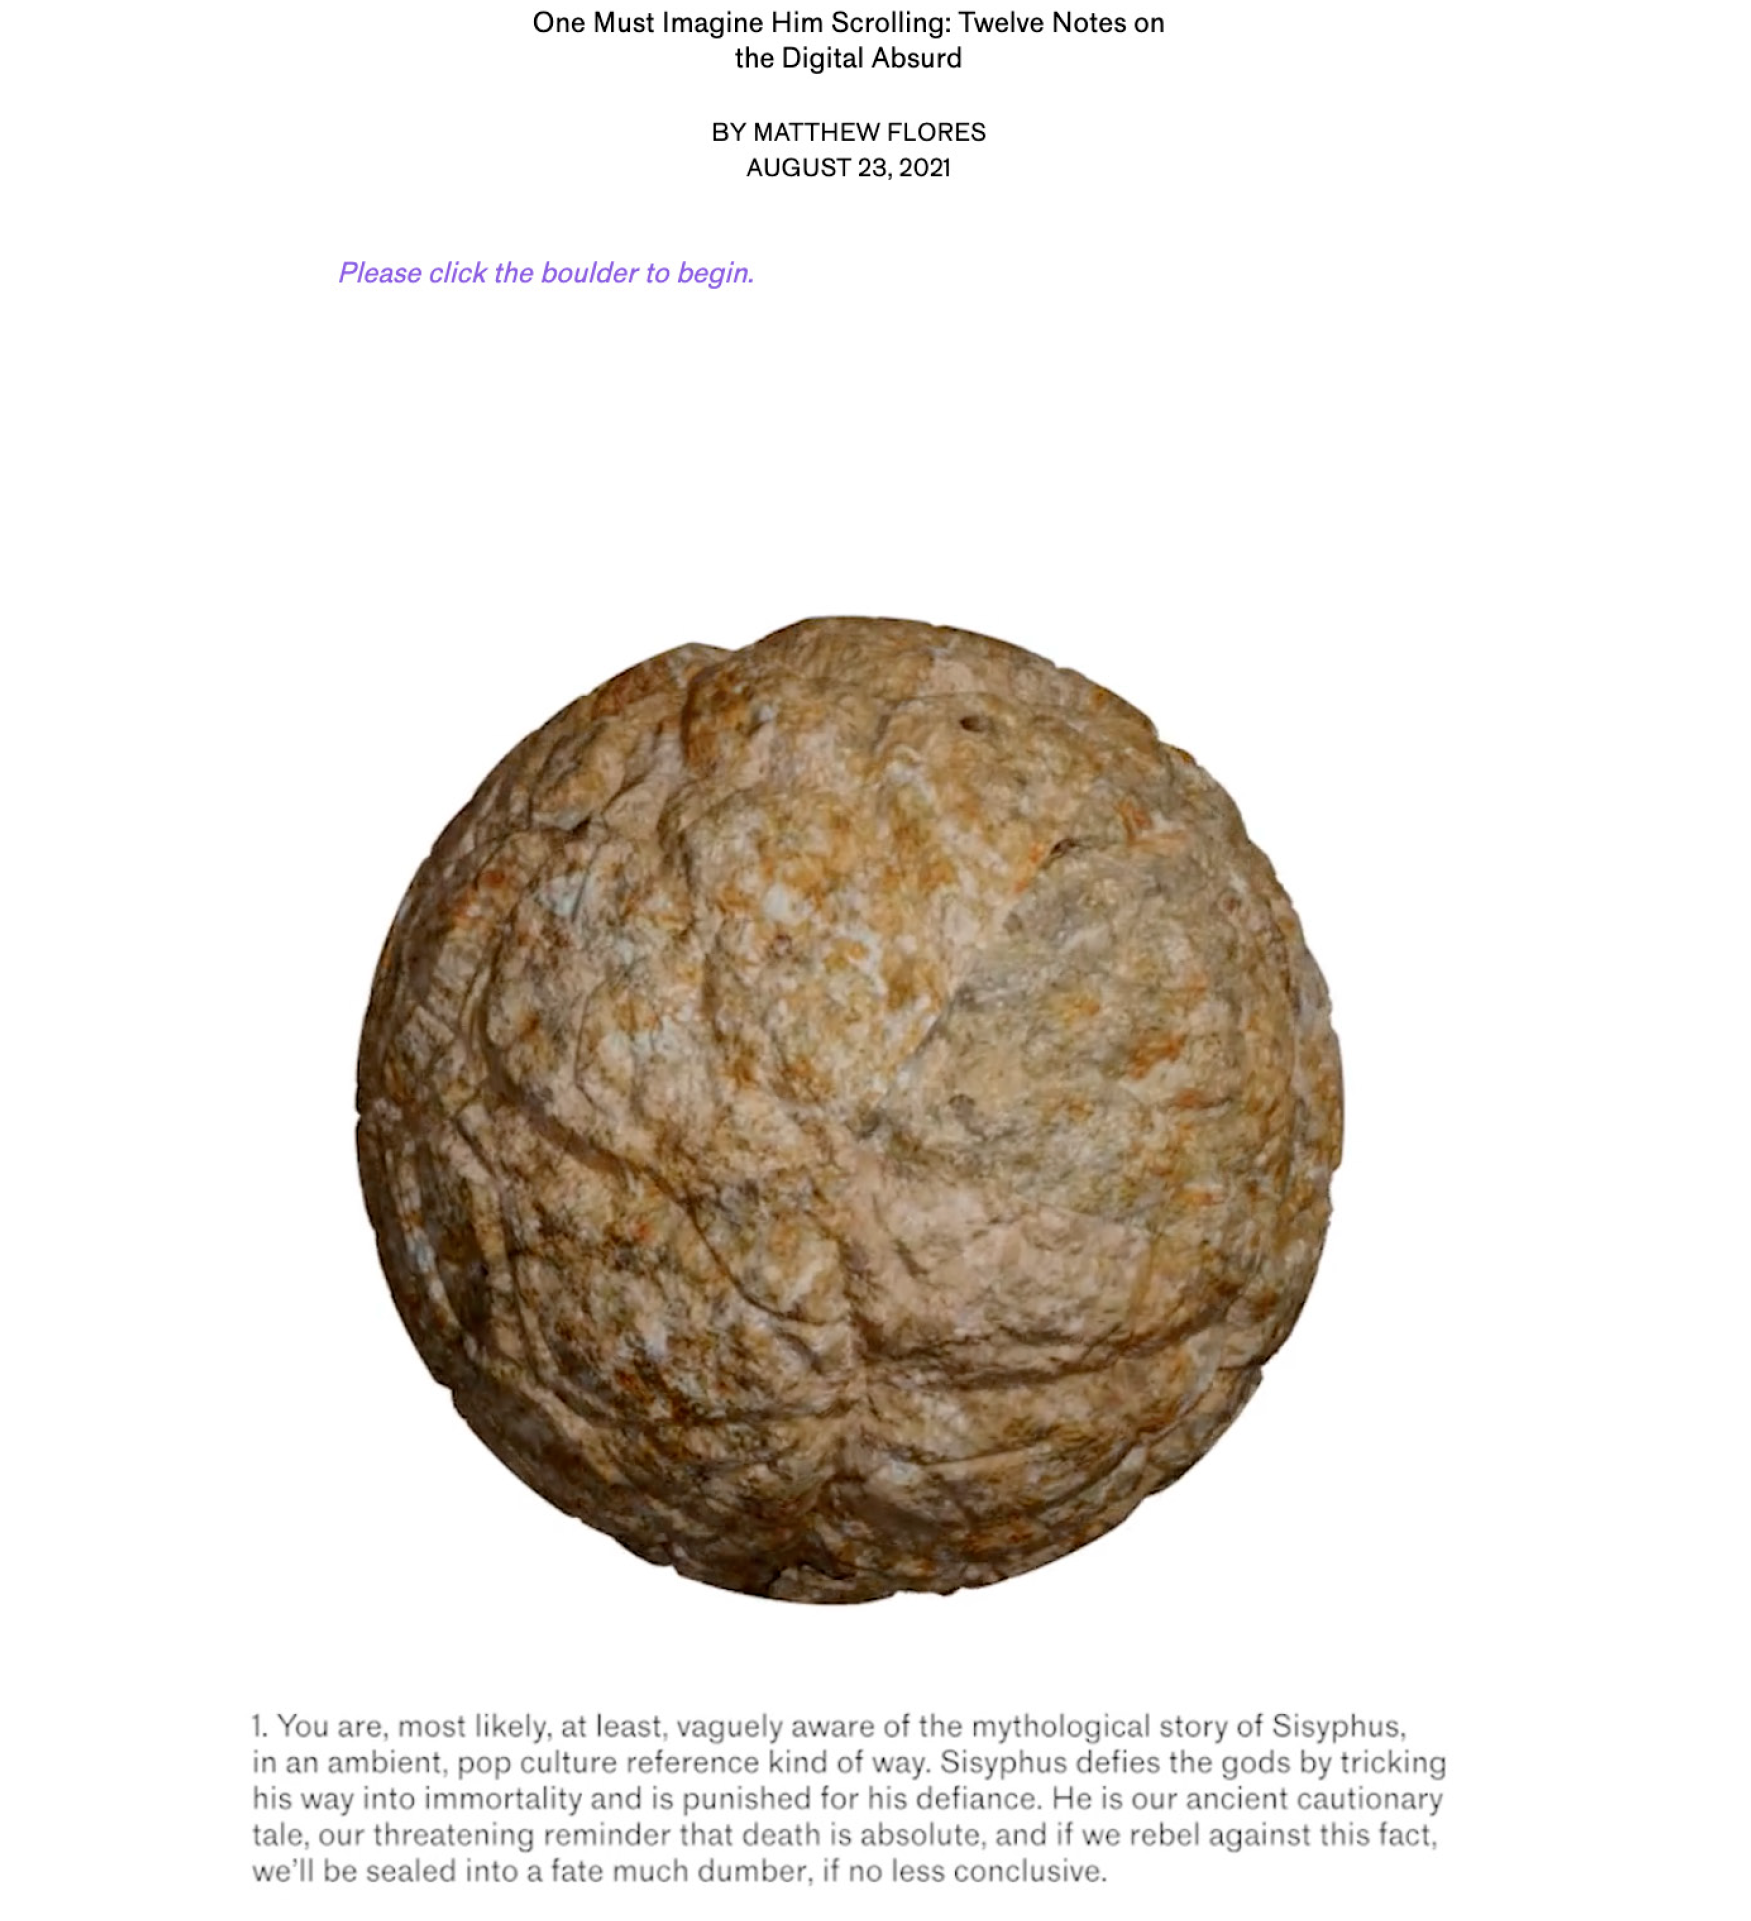 One Must Imagine Him Scrolling: Twelve Notes on
the Digital Absurd
BY MATTHEW FLORES
AUGUST 23, 2021
Please click the boulder to begin.
1. You are, most likely, at least, vaguely aware of the mythological story of Sisyphus,
in an ambient, pop culture reference kind of way. Sisyphus defies the gods by tricking
his way into immortality and is punished for his defiance. He is our ancient cautionary
tale, our threatening reminder that death is absolute, and if we rebel against this fact,
we’ll be sealed into a fate much dumber, if no less conclusive.